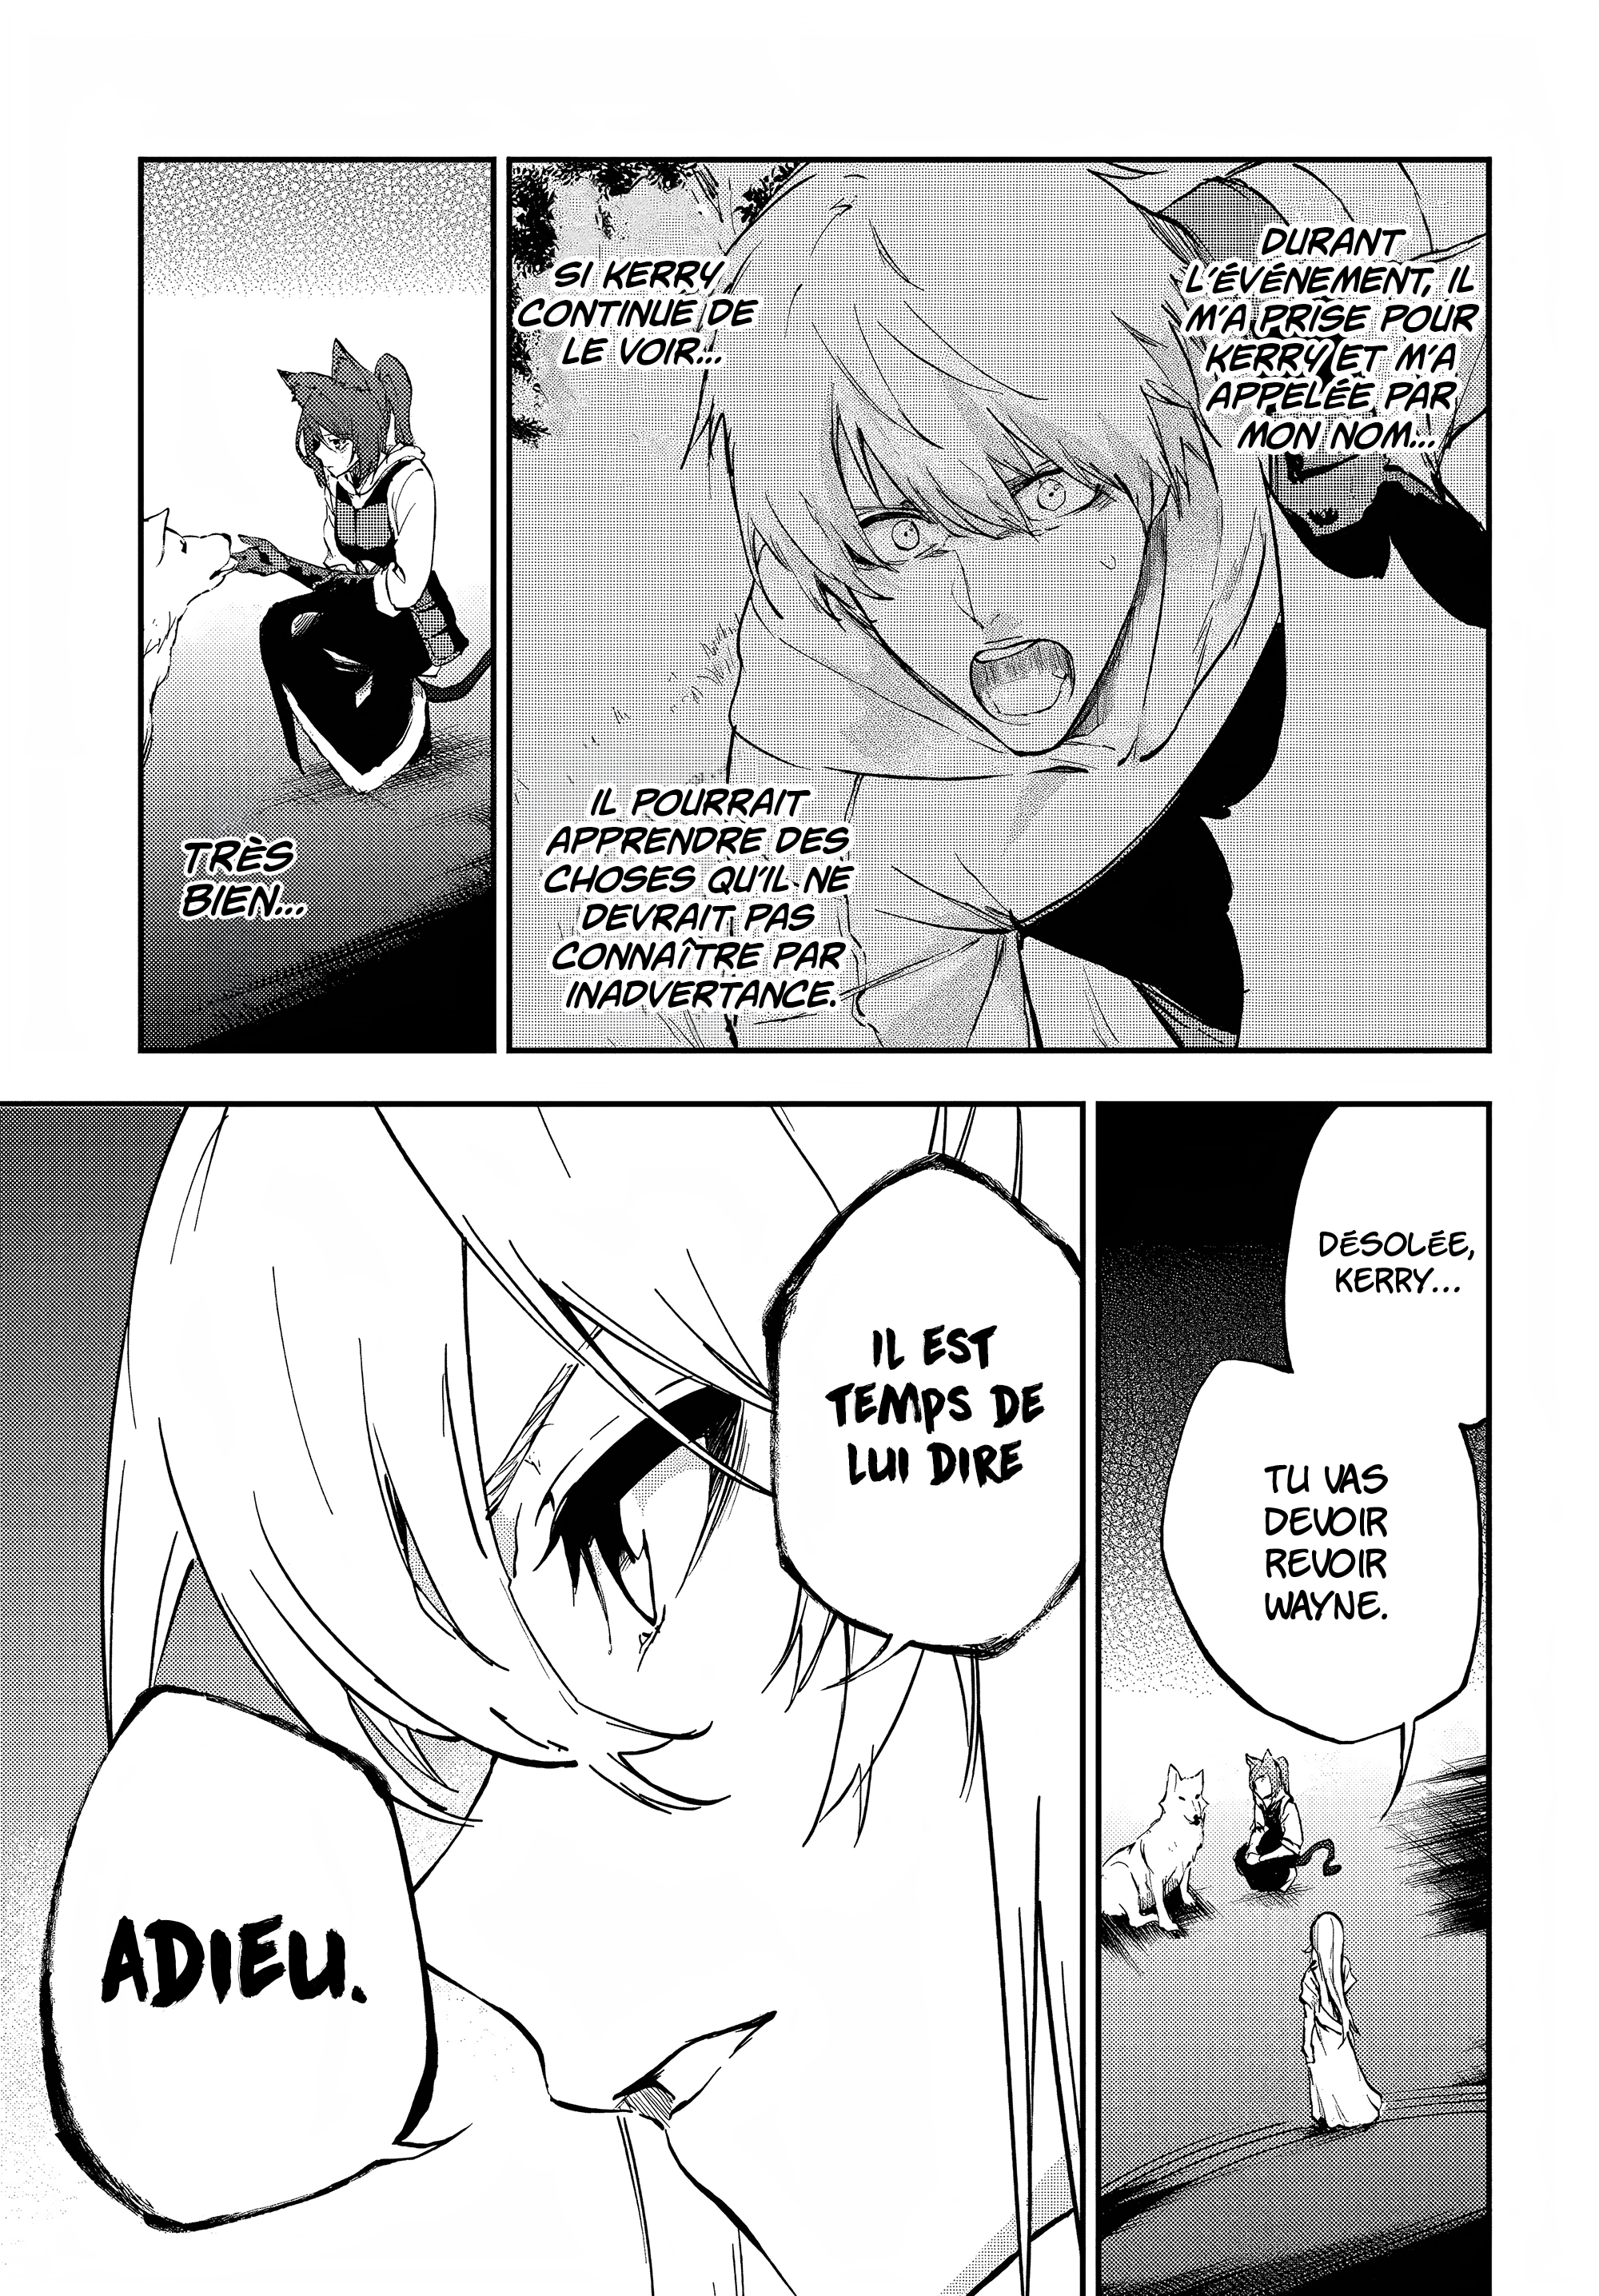 DURANT
L'ÉVÉNEMENT, IL
M'A PRISE POUR
KERRY ET M'A
APPELÉE PAR
MON NOM...
SI KERRY
CONTINUE DE
LE VOIR...
IL POURRAIT
APPRENDRE DES
CHOSES QU'IL NE
DEVRAIT PAS
CONNAÎTRE PAR
INADVERTANCE.
TRÈS
BIEN...
DÉSOLÉE,
KERRY...
TU VAS
DEVOIR
REVOIR
WAYNE.
IL EST
TEMPS DE
LUI DIRE
ADIEU.